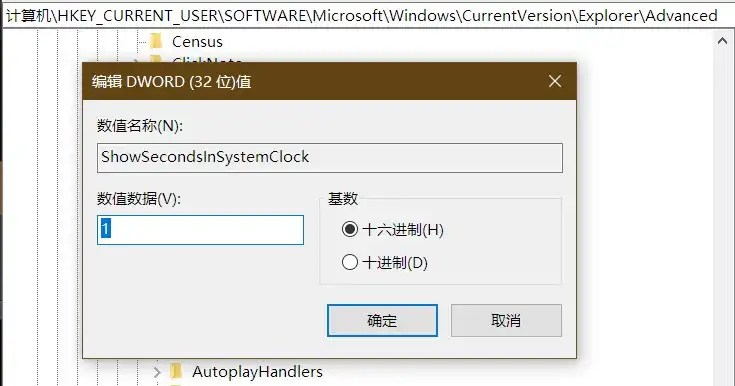 计算机\HKEY_CURRENT_USER\SOFTWARE\Microsoft\Windows\CurrentVersion\Explorer\Advanced
Census
编辑 DWORD (32 位)值
数值名称(N):
ShowSecondsInSystemClock
数值数据(V):
基数
1
十六进制(H)
十进制(D)
确定
取消
AutoplayHandlers